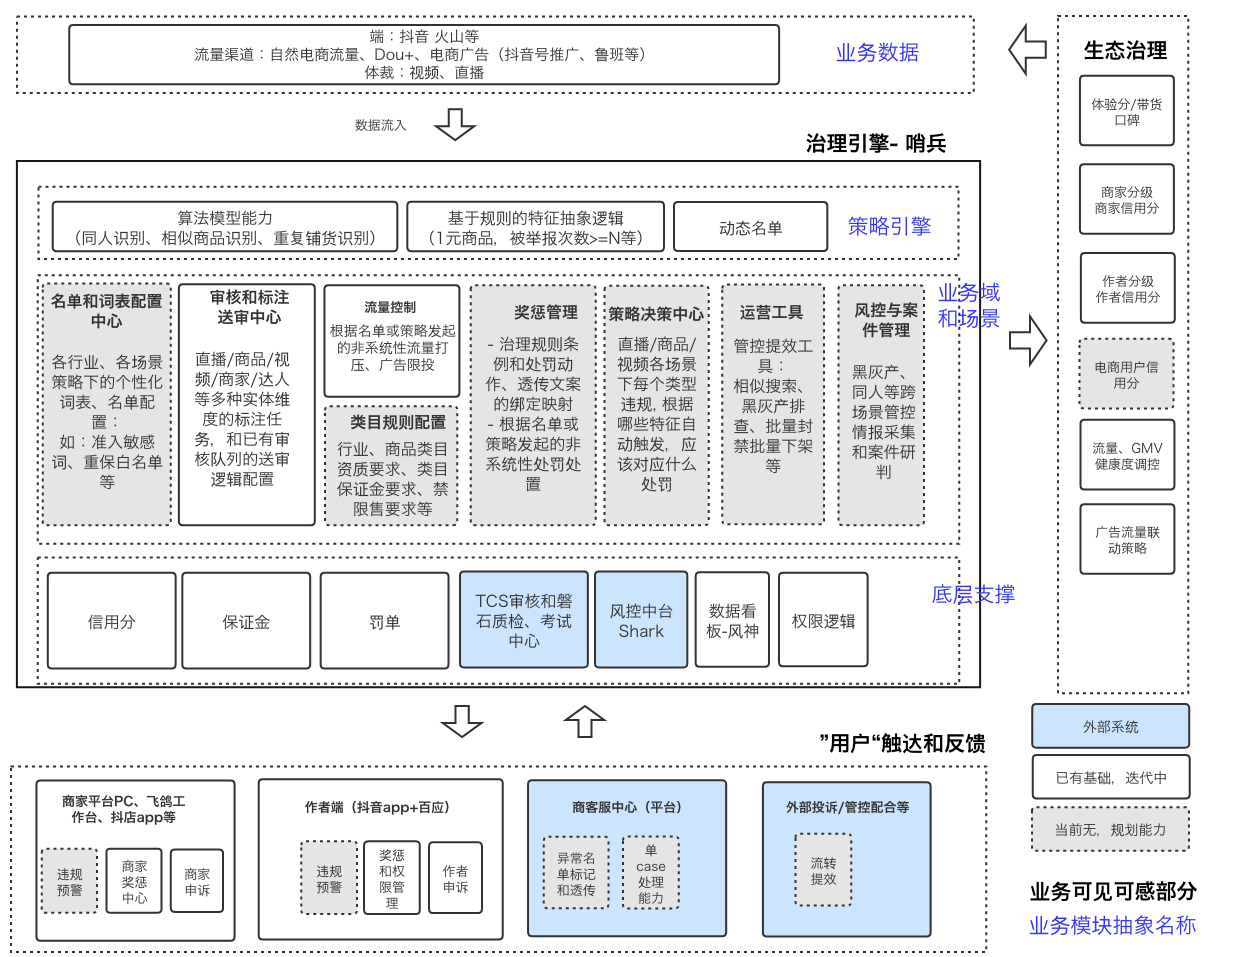 端：抖音 火山等
流量渠道：自然电商流量、Dou+、电商广告（抖音号推广、鲁班等）
体裁：视频、直播
业务数据
数据流入
治理引擎- 哨兵
算法模型能力
（同人识别、相似商品识别、重复铺货识别）
基于规则的特征抽象逻辑
（1元商品，被举报次数>=N等）
动态名单
策略引擎
名单和词表配置
中心
各行业、各场景
策略下的个性化
词表、名单配
置：
如：准入敏感
词、重保白名单
等
审核和标注
送审中心
直播/商品/视
频/商家/达人
等多种实体维
度的标注任
务，和已有审
核队列的送审
逻辑配置
流量控制
根据名单或策略发起
的非系统性流量打
压、广告限投
类目规则配置
行业、商品类目
资质要求、类目
保证金要求、禁
限售要求等
奖惩管理
- 治理规则条
例和处罚动
作、透传文案
的绑定映射
- 根据名单或
策略发起的非
系统性处罚处
置
策略决策中心
直播/商品/
视频各场景
下每个类型
违规, 根据
哪些特征自
动触发，应
该对应什么
处罚
运营工具
管控提效工
具：
相似搜索、
黑灰产排
查、批量封
禁批量下架
等
风控与案
件管理
黑灰产、
同人等跨
场景管控
情报采集
和案件研
判
业务域
和场景
信用分
保证金
罚单
TCS审核和磐
石质检、考试
中心
风控中台
Shark
数据看
板-风神
权限逻辑
底层支撑
”用户“触达和反馈
商家平台PC、飞鸽工
作台、抖店app等
违规
预警
商家
奖惩
中心
商家
申诉
作者端（抖音app+百应）
违规
预警
奖惩
和权
限管
理
作者
申诉
商客服中心（平台）
异常名
单标记
和透传
单
case
处理
能力
外部投诉/管控配合等
流转
提效
生态治理
体验分/带货
口碑
商家分级
商家信用分
作者分级
作者信用分
电商用户信
用分
流量、GMV
健康度调控
广告流量联
动策略
外部系统
已有基础，迭代中
当前无，规划能力
业务可见可感部分
业务模块抽象名称